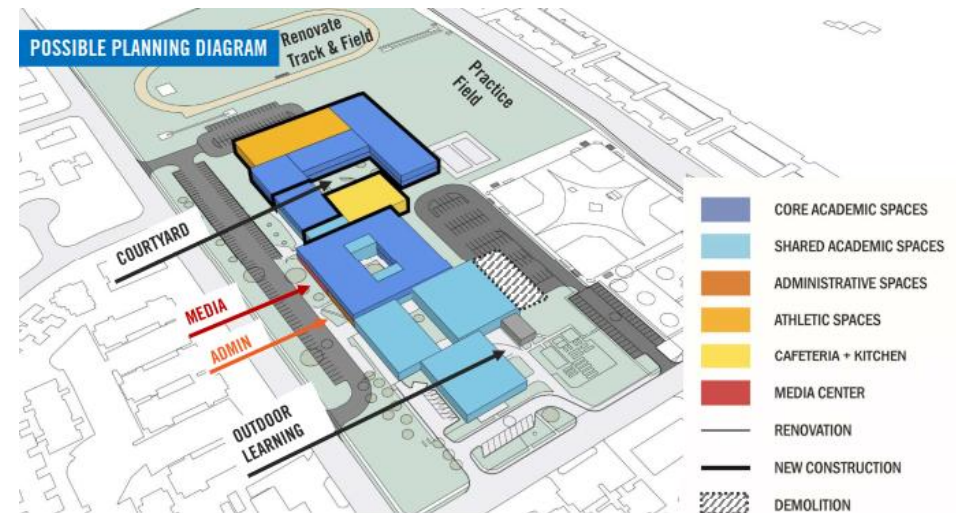 POSSIBLE PLANNING DIAGRAM
Renovate
Track & Field
Practice
Field
COURTYARD
MEDIA
ADMIN
OUTDOOR
LEARNING
CORE ACADEMIC SPACES
SHARED ACADEMIC SPACES
ADMINISTRATIVE SPACES
ATHLETIC SPACES
CAFETERIA + KITCHEN
MEDIA CENTER
RENOVATION
NEW CONSTRUCTION
DEMOLITION